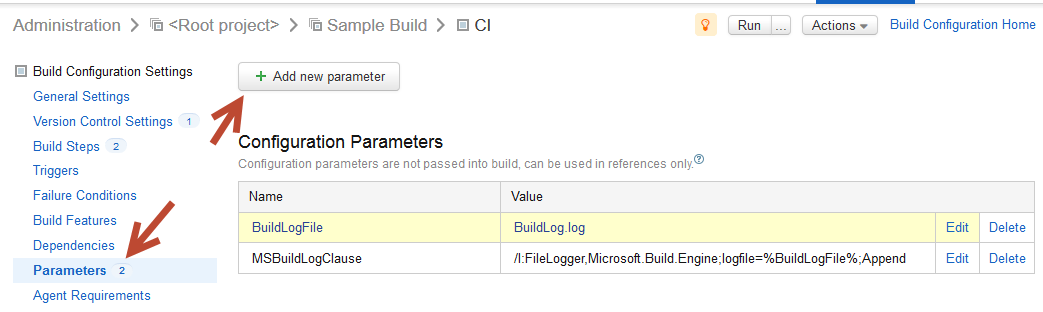 Administration > <Root project> > Sample Build > CI
Run ... Actions Build Configuration Home
Build Configuration Settings
General Settings
Version Control Settings 1
Build Steps 2
Triggers
Failure Conditions
Build Features
Dependencies
Parameters 2
Agent Requirements
+ Add new parameter
Configuration Parameters
Configuration parameters are not passed into build, can be used in references only. ?
Name Value
BuildLogFile BuildLog.log Edit Delete
MSBuildLogClause /l:FileLogger,Microsoft.Build.Engine;logfile=%BuildLogFile%;Append Edit Delete